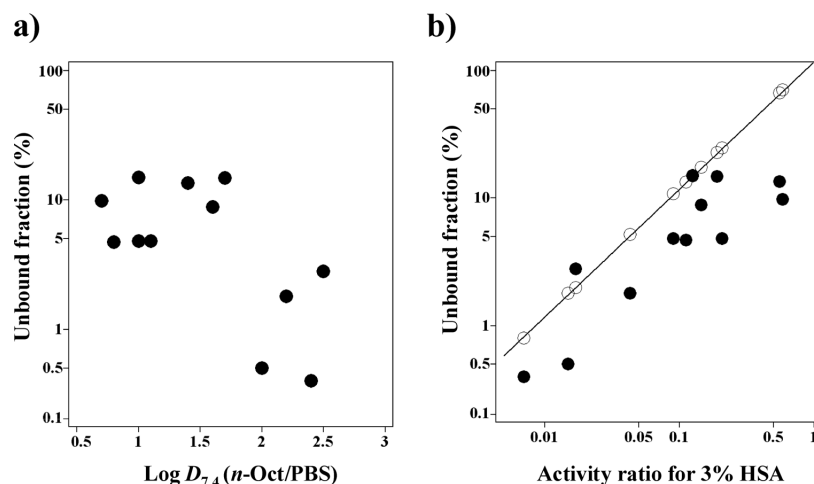 a)
Unbound fraction (%)
100
50
10
5
1
0.5
0.1
0.5 1 1.5 2 2.5 3
Log D7.4 (n-Oct/PBS)
b)
Unbound fraction (%)
100
50
10
5
1
0.5
0.1
0.01 0.05 0.1 0.5 1
Activity ratio for 3% HSA